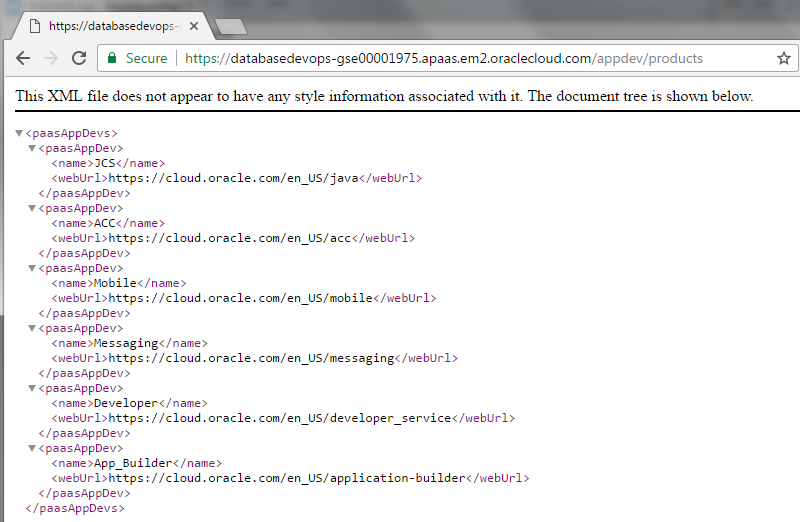 https://databasedevops-
Secure https://databasedevops-gse00001975.apaas.em2.oraclecloud.com/appdev/products
This XML file does not appear to have any style information associated with it. The document tree is shown below.
<paasAppDevs>
<paasAppDev>
<name>JCS</name>
<webUrl>https://cloud.oracle.com/en_US/java</webUrl>
</paasAppDev>
<paasAppDev>
<name>ACC</name>
<webUrl>https://cloud.oracle.com/en_US/acc</webUrl>
</paasAppDev>
<paasAppDev>
<name>Mobile</name>
<webUrl>https://cloud.oracle.com/en_US/mobile</webUrl>
</paasAppDev>
<paasAppDev>
<name>Messaging</name>
<webUrl>https://cloud.oracle.com/en_US/messaging</webUrl>
</paasAppDev>
<paasAppDev>
<name>Developer</name>
<webUrl>https://cloud.oracle.com/en_US/developer_service</webUrl>
</paasAppDev>
<paasAppDev>
<name>App_Builder</name>
<webUrl>https://cloud.oracle.com/en_US/application-builder</webUrl>
</paasAppDev>
</paasAppDevs>